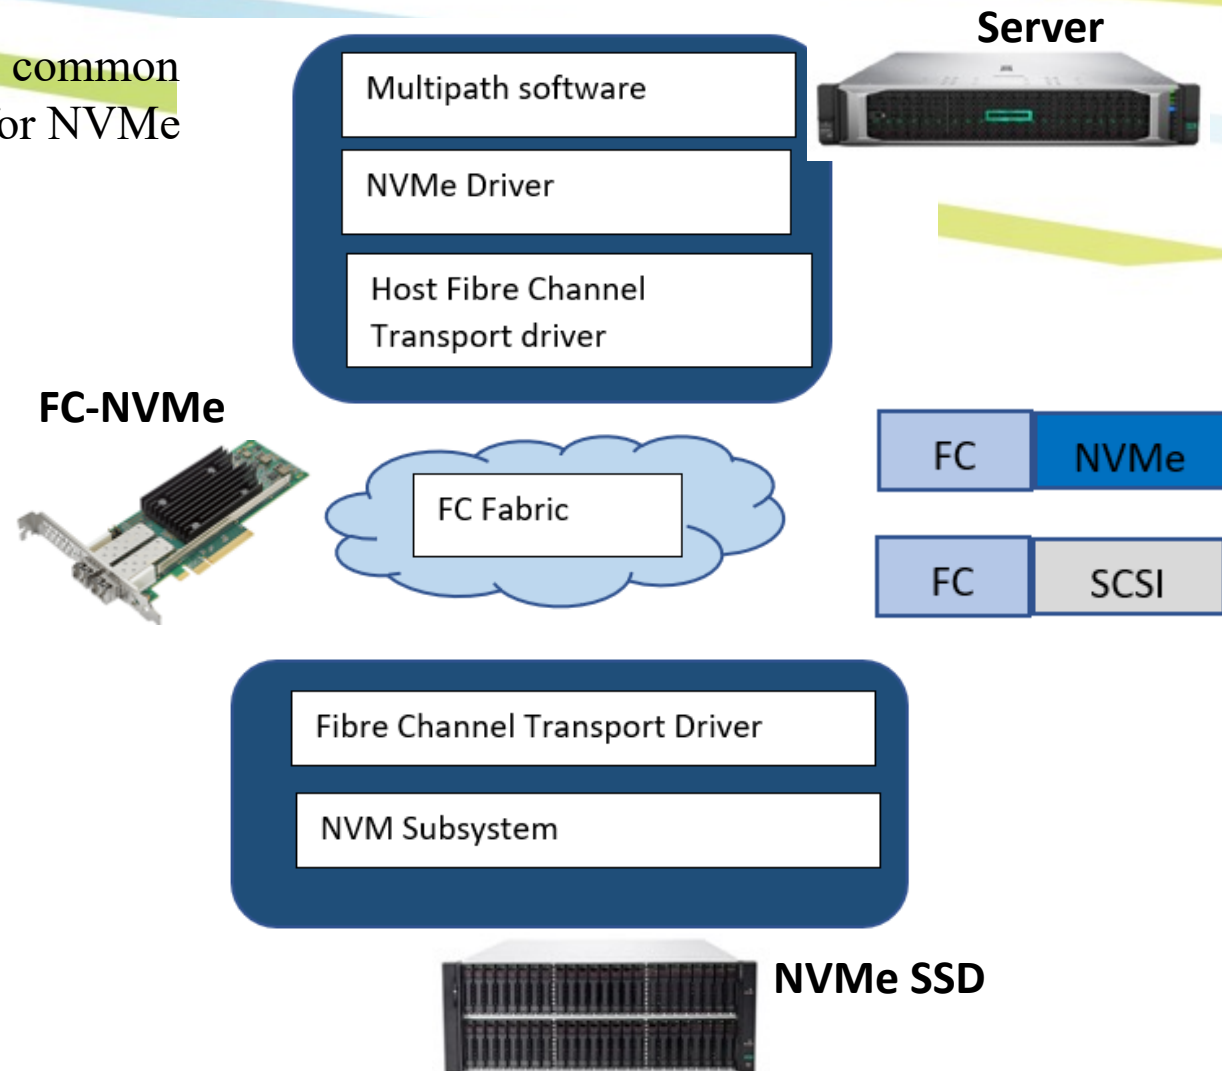 Server
common
or NVMe
Multipath software
NVMe Driver
Host Fibre Channel
Transport driver
FC-NVMe
FC Fabric
FC NVMe
FC SCSI
Fibre Channel Transport Driver
NVM Subsystem
NVMe SSD